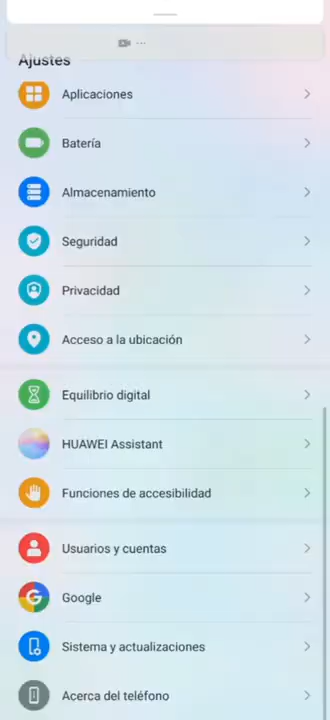 ...
Ajustes
Aplicaciones
Batería
Almacenamiento
Seguridad
Privacidad
Acceso a la ubicación
Equilibrio digital
HUAWEI Assistant
Funciones de accesibilidad
Usuarios y cuentas
Google
Sistema y actualizaciones
Acerca del teléfono